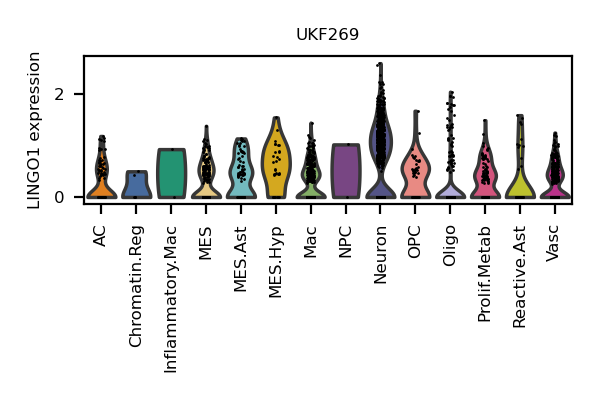 UKF269
LINGO1 expression
2
0
AC
Chromatin.Reg
Inflammatory.Mac
MES
MES.Ast
MES.Hyp
Mac
NPC
Neuron
OPC
Oligo
Prolif.Metab
Reactive.Ast
Vasc